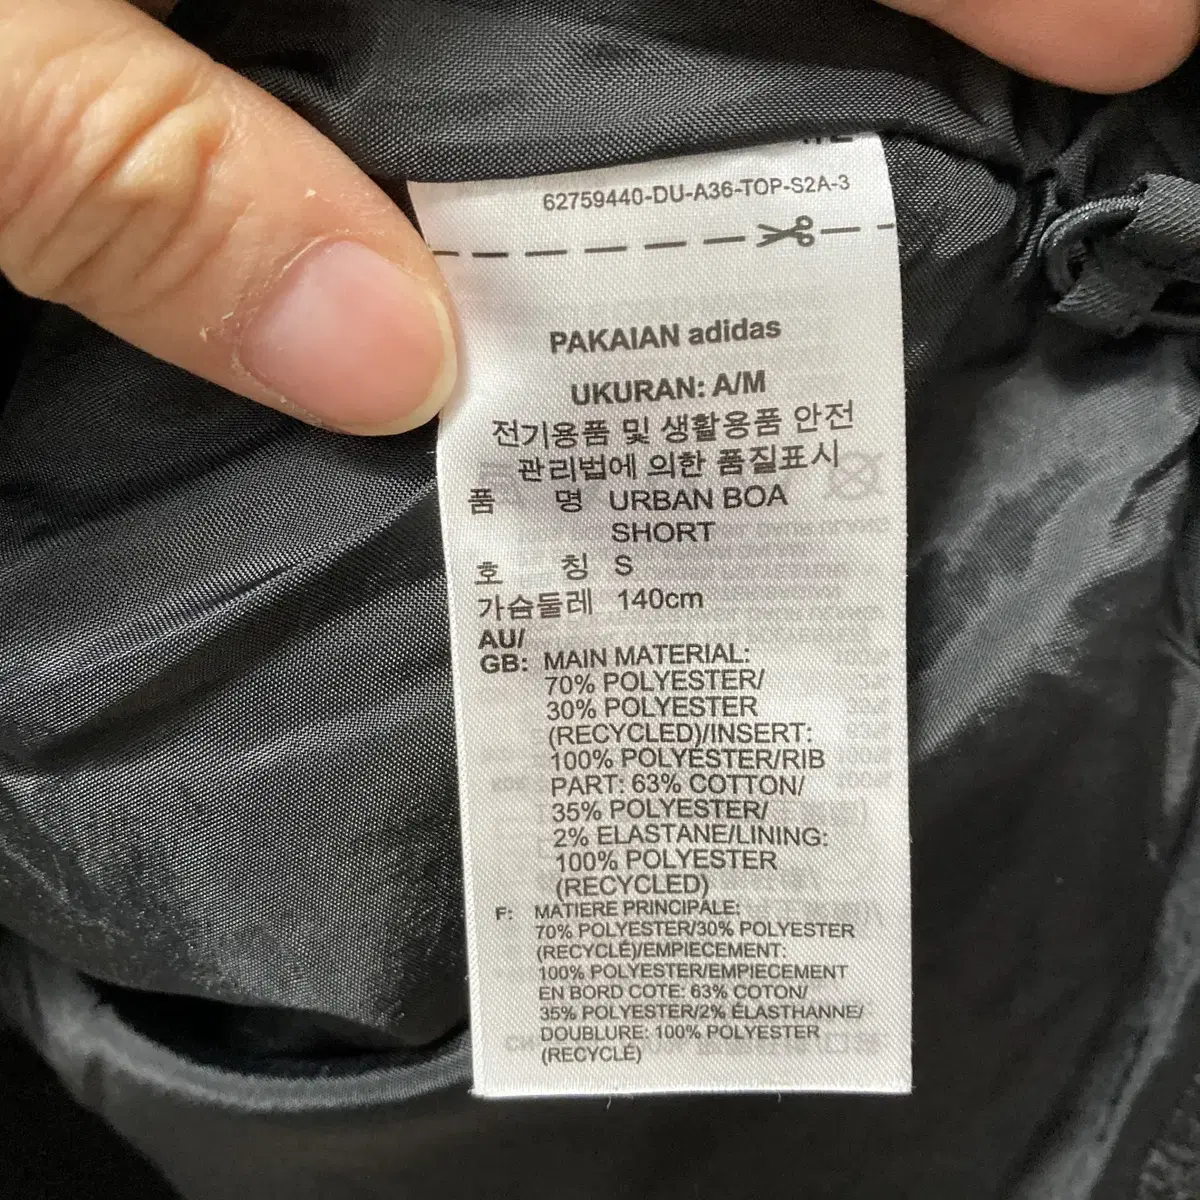 62759440-DU-A36-TOP-S2A-3
PAKAIAN adidas
UKURAN: A/M
전기용품 및 생활용품 안전
관리법에 의한 품질표시
품 명 URBAN BOA
SHORT
호 칭 S
가슴둘레 140cm
AU/
GB: MAIN MATERIAL:
70% POLYESTER/
30% POLYESTER
(RECYCLED)/INSERT:
100% POLYESTER/RIB
PART: 63% COTTON/
35% POLYESTER/
2% ELASTANE/LINING:
100% POLYESTER
(RECYCLED)
F: MATIERE PRINCIPALE:
70% POLYESTER/30% POLYESTER
(RECYCLÉ)/EMPIECEMENT:
100% POLYESTER/EMPIECEMENT
EN BORD COTE: 63% COTON/
35% POLYESTER/2% ÉLASTHANNE/
DOUBLURE: 100% POLYESTER
(RECYCLÉ)